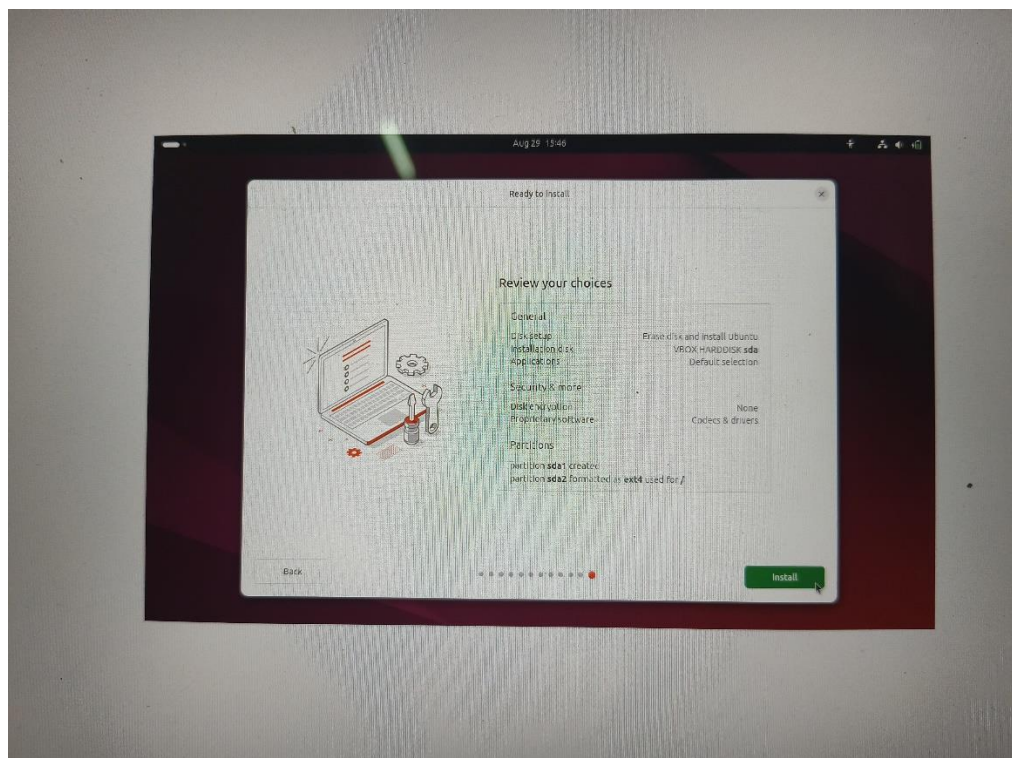 Aug 29 15:46
Ready to install
Review your choices
General
Disk setup Erase disk and install Ubuntu
Installation disk VBOX HARDDISK sda
Applications Default selection
Security & more
Disk encryption None
Proprietary software Codecs & drivers
Partitions
partition sda1 created
partition sda2 formatted as ext4 used for /
Back
Install